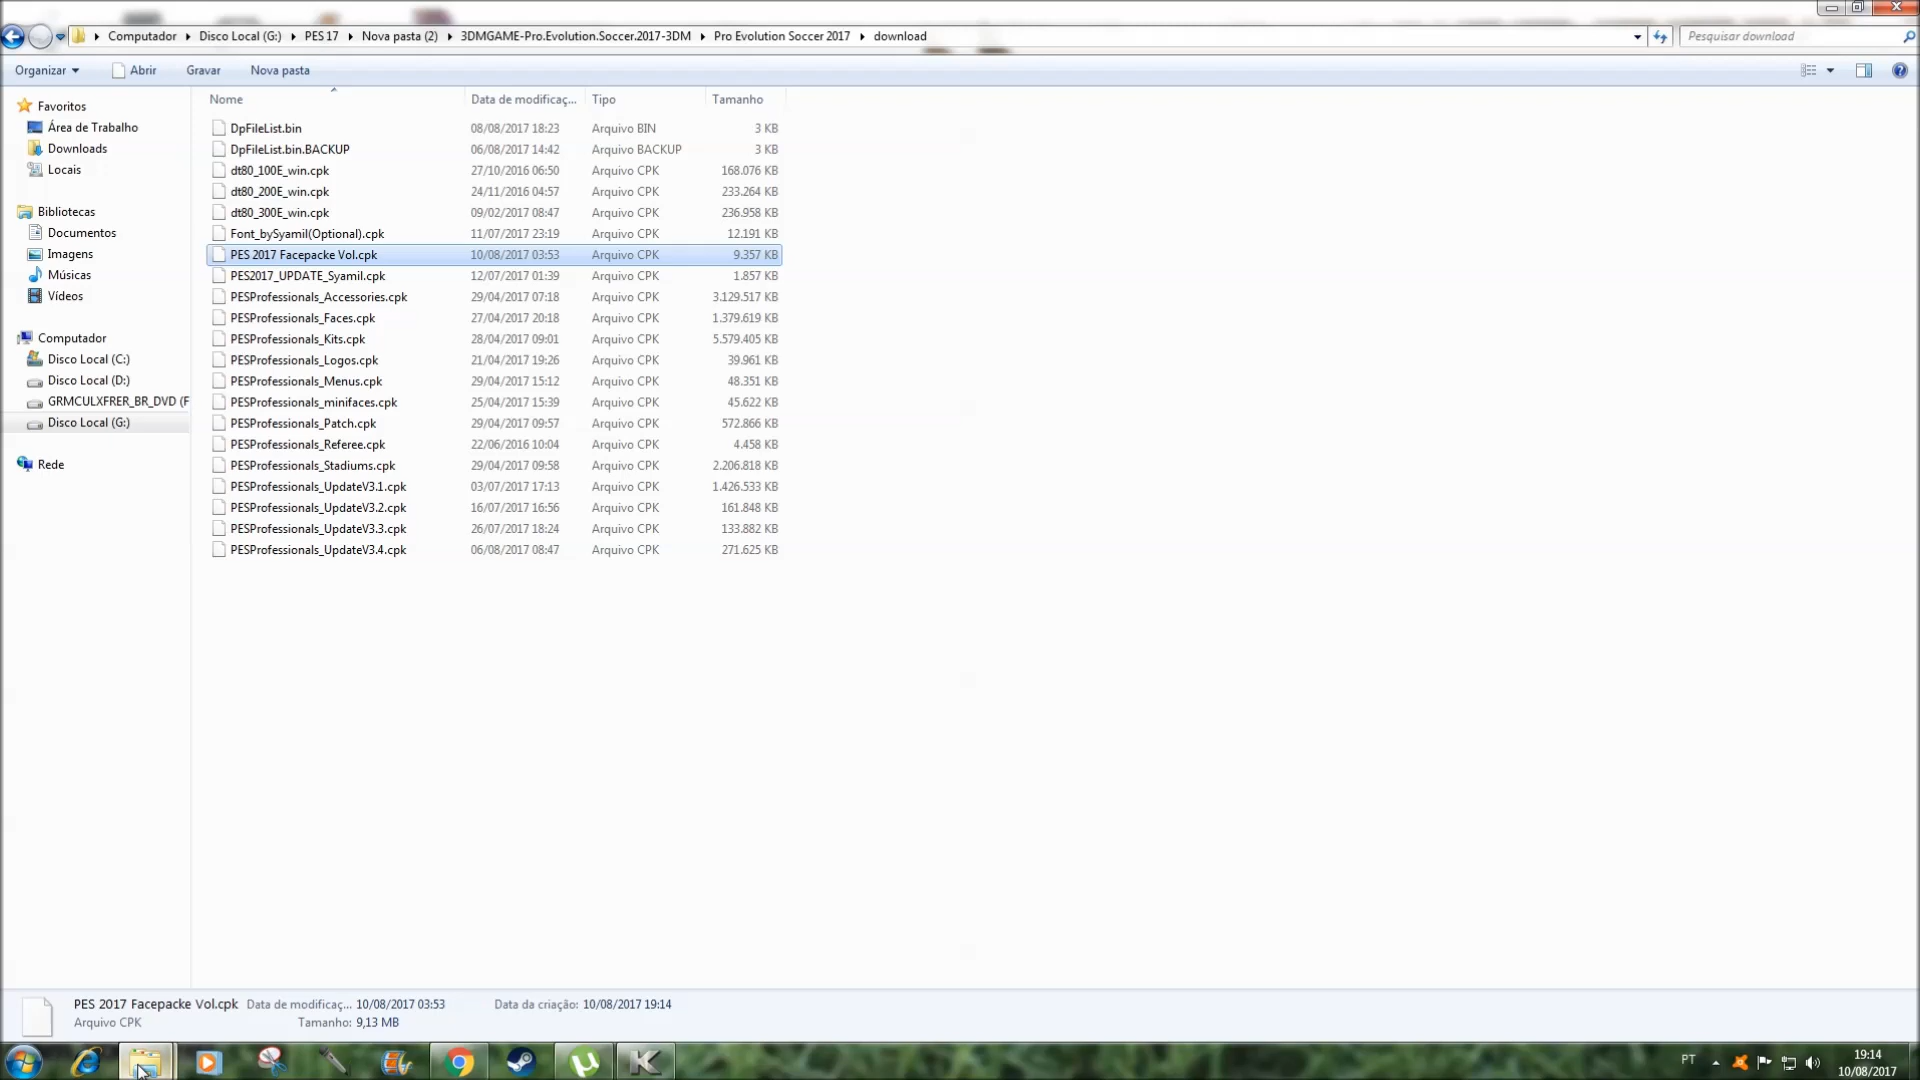 Computador Disco Local (G:) PES 17 Nova pasta (2) 3DMGAME-Pro.Evolution.Soccer.2017-3DM Pro Evolution Soccer 2017 download Pesquisar download
Organizar Abrir Gravar Nova pasta
Nome Data de modificaç... Tipo Tamanho
Favoritos
Área de Trabalho
Downloads
Locais
Bibliotecas
Documentos
Imagens
Músicas
Vídeos
Computador
Disco Local (C:)
Disco Local (D:)
GRMCULXFRER_BR_DVD (F
Disco Local (G:)
Rede
DpFileList.bin 08/08/2017 18:23 Arquivo BIN 3 KB
DpFileList.bin.BACKUP 06/08/2017 14:42 Arquivo BACKUP 3 KB
dt80_100E_win.cpk 27/10/2016 06:50 Arquivo CPK 168.076 KB
dt80_200E_win.cpk 24/11/2016 04:57 Arquivo CPK 233.264 KB
dt80_300E_win.cpk 09/02/2017 08:47 Arquivo CPK 236.958 KB
Font_bySyamil(Optional).cpk 11/07/2017 23:19 Arquivo CPK 12.191 KB
PES 2017 Facepacke Vol.cpk 10/08/2017 03:53 Arquivo CPK 9.357 KB
PES2017_UPDATE_Syamil.cpk 12/07/2017 01:39 Arquivo CPK 1.857 KB
PESProfessionals_Accessories.cpk 29/04/2017 07:18 Arquivo CPK 3.129.517 KB
PESProfessionals_Faces.cpk 27/04/2017 20:18 Arquivo CPK 1.379.619 KB
PESProfessionals_Kits.cpk 28/04/2017 09:01 Arquivo CPK 5.579.405 KB
PESProfessionals_Logos.cpk 21/04/2017 19:26 Arquivo CPK 39.961 KB
PESProfessionals_Menus.cpk 29/04/2017 15:12 Arquivo CPK 48.351 KB
PESProfessionals_minifaces.cpk 25/04/2017 15:39 Arquivo CPK 45.622 KB
PESProfessionals_Patch.cpk 29/04/2017 09:57 Arquivo CPK 572.866 KB
PESProfessionals_Referee.cpk 22/06/2016 10:04 Arquivo CPK 4.458 KB
PESProfessionals_Stadiums.cpk 29/04/2017 09:58 Arquivo CPK 2.206.818 KB
PESProfessionals_UpdateV3.1.cpk 03/07/2017 17:13 Arquivo CPK 1.426.533 KB
PESProfessionals_UpdateV3.2.cpk 16/07/2017 16:56 Arquivo CPK 161.848 KB
PESProfessionals_UpdateV3.3.cpk 26/07/2017 18:24 Arquivo CPK 133.882 KB
PESProfessionals_UpdateV3.4.cpk 06/08/2017 08:47 Arquivo CPK 271.625 KB
PES 2017 Facepacke Vol.cpk Data de modificaç... 10/08/2017 03:53 Data da criação: 10/08/2017 19:14
Arquivo CPK Tamanho: 9,13 MB
PT 19:14
10/08/2017